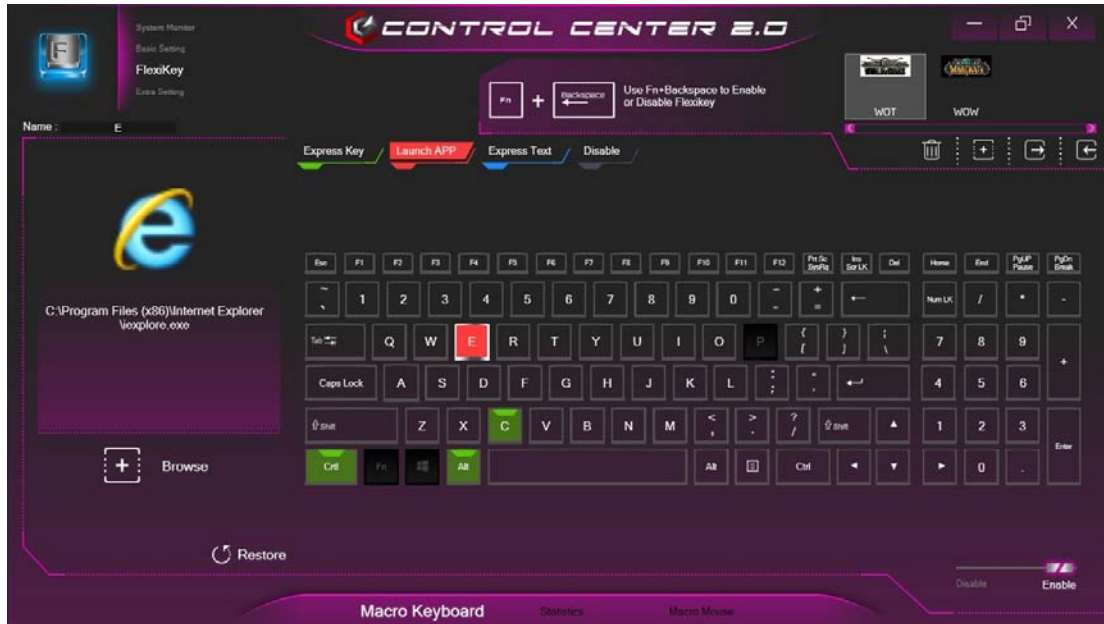 System Monitor
Basic Setting
FlexiKey
Extra Setting
CONTROL CENTER 2.0
Fn + Backspace
Use Fn+Backspace to Enable
or Disable Flexikey
WOT WOW
Name : E
Express Key Launch APP Express Text Disable
C:\Program Files (x86)\Internet Explorer
\iexplore.exe
Browse
Restore
Esc F1 F2 F3 F4 F5 F6 F7 F8 F9 F10 F11 F12 Prt Sc SysRq Ins Scr LK Del Home End PgUP Pause PgDn Break
~ ` 1 2 3 4 5 6 7 8 9 0 - + = ← Num LK / * -
Tab Q W E R T Y U I O P { [ } ] \ 7 8 9 +
Caps Lock A S D F G H J K L : ; " ' 4 5 6
Shift Z X C V B N M < , > . ? / Shift ▲ 1 2 3 Enter
Crtl Fn Alt Alt Ctrl ◄ ▼ ► 0 .
Disable Enable
Macro Keyboard Statistics Macro Mouse